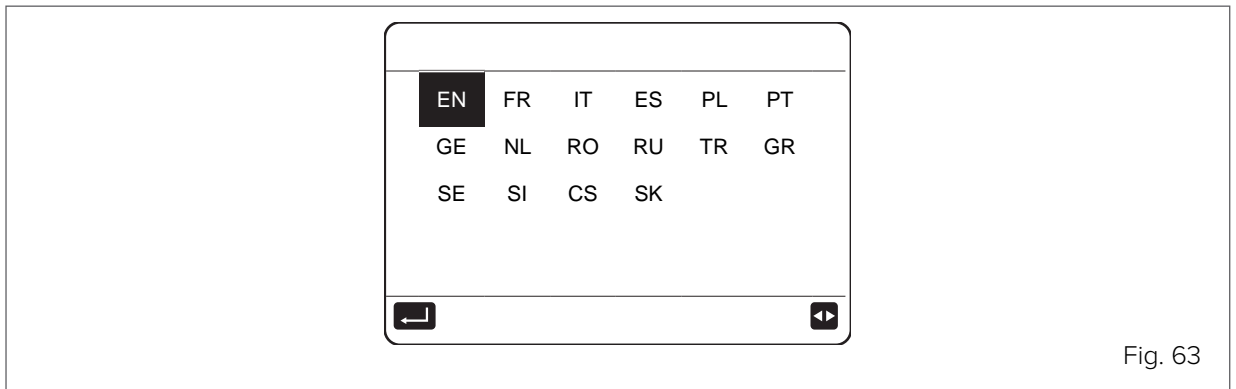 EN FR IT ES PL PT
GE NL RO RU TR GR
SE SI CS SK
Fig. 63